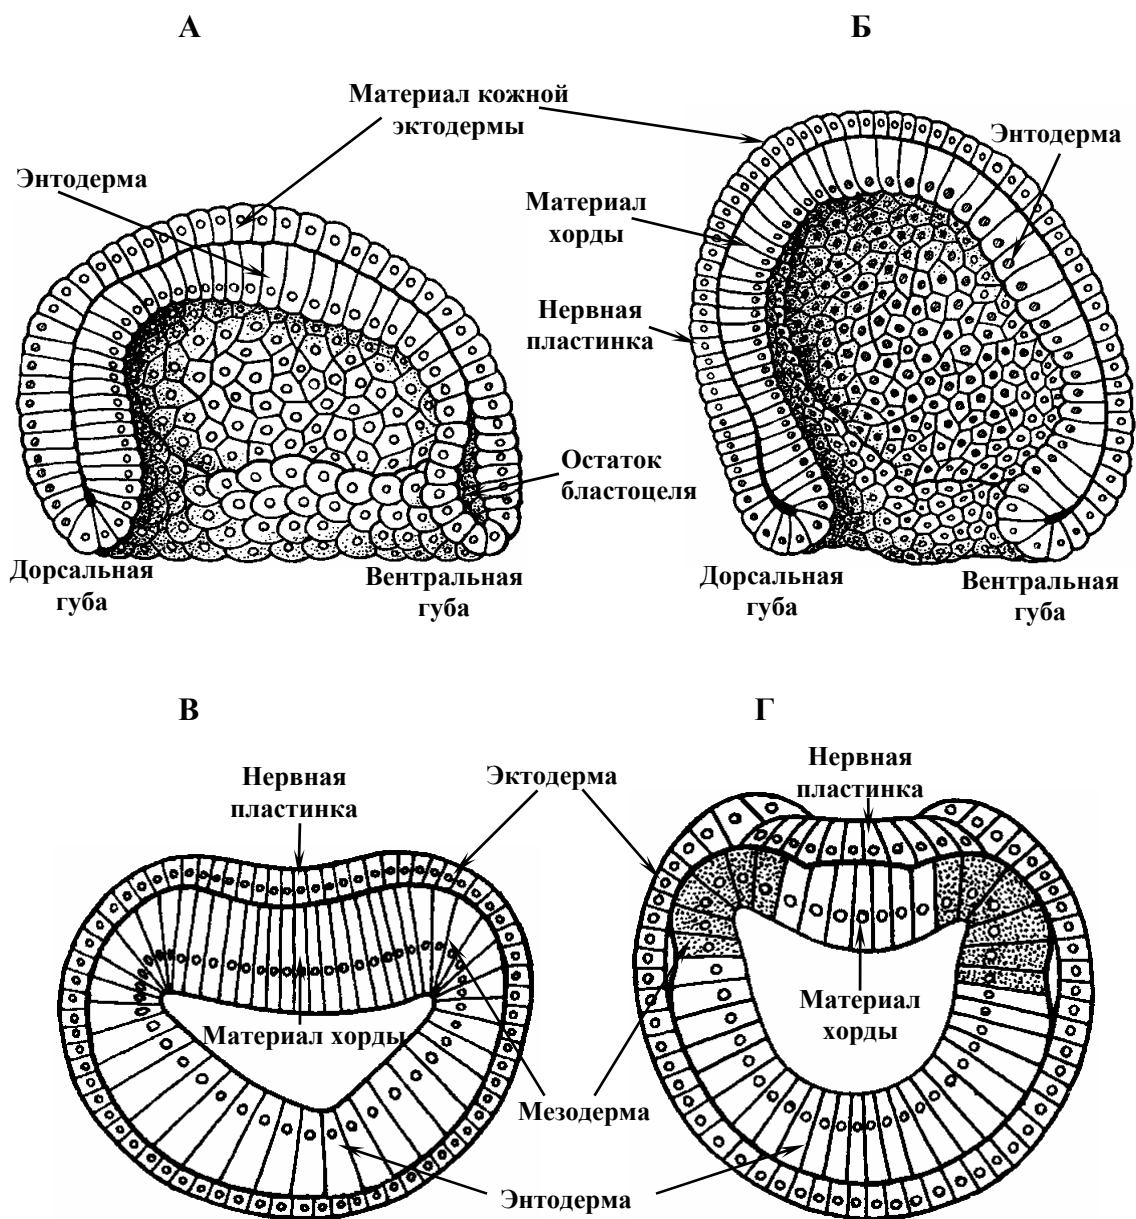 А
Б
Материал кожной
эктодермы
Энтодерма
Энтодерма
Материал
хорды
Нервная
пластинка
Остаток
бластоцеля
Дорсальная
губа
Вентральная
губа
Дорсальная
губа
Вентральная
губа
В
Г
Нервная
пластинка
Эктодерма
Нервная
пластинка
Материал хорды
Материал
хорды
Мезодерма
Энтодерма